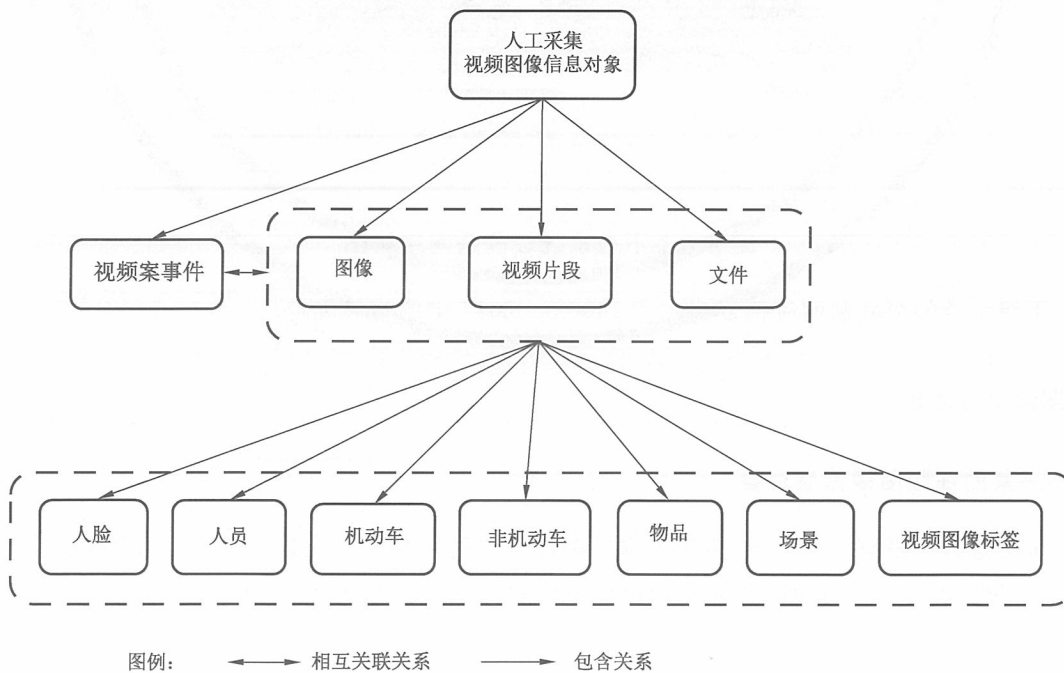 人工采集
视频图像信息对象
视频案事件
图像
视频片段
文件
人脸
人员
机动车
非机动车
物品
场景
视频图像标签
图例: 相互关联关系 包含关系